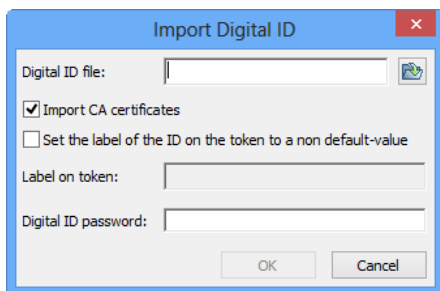 Import Digital ID
Digital ID file:
Import CA certificates
Set the label of the ID on the token to a non default-value
Label on token:
Digital ID password:
OK Cancel